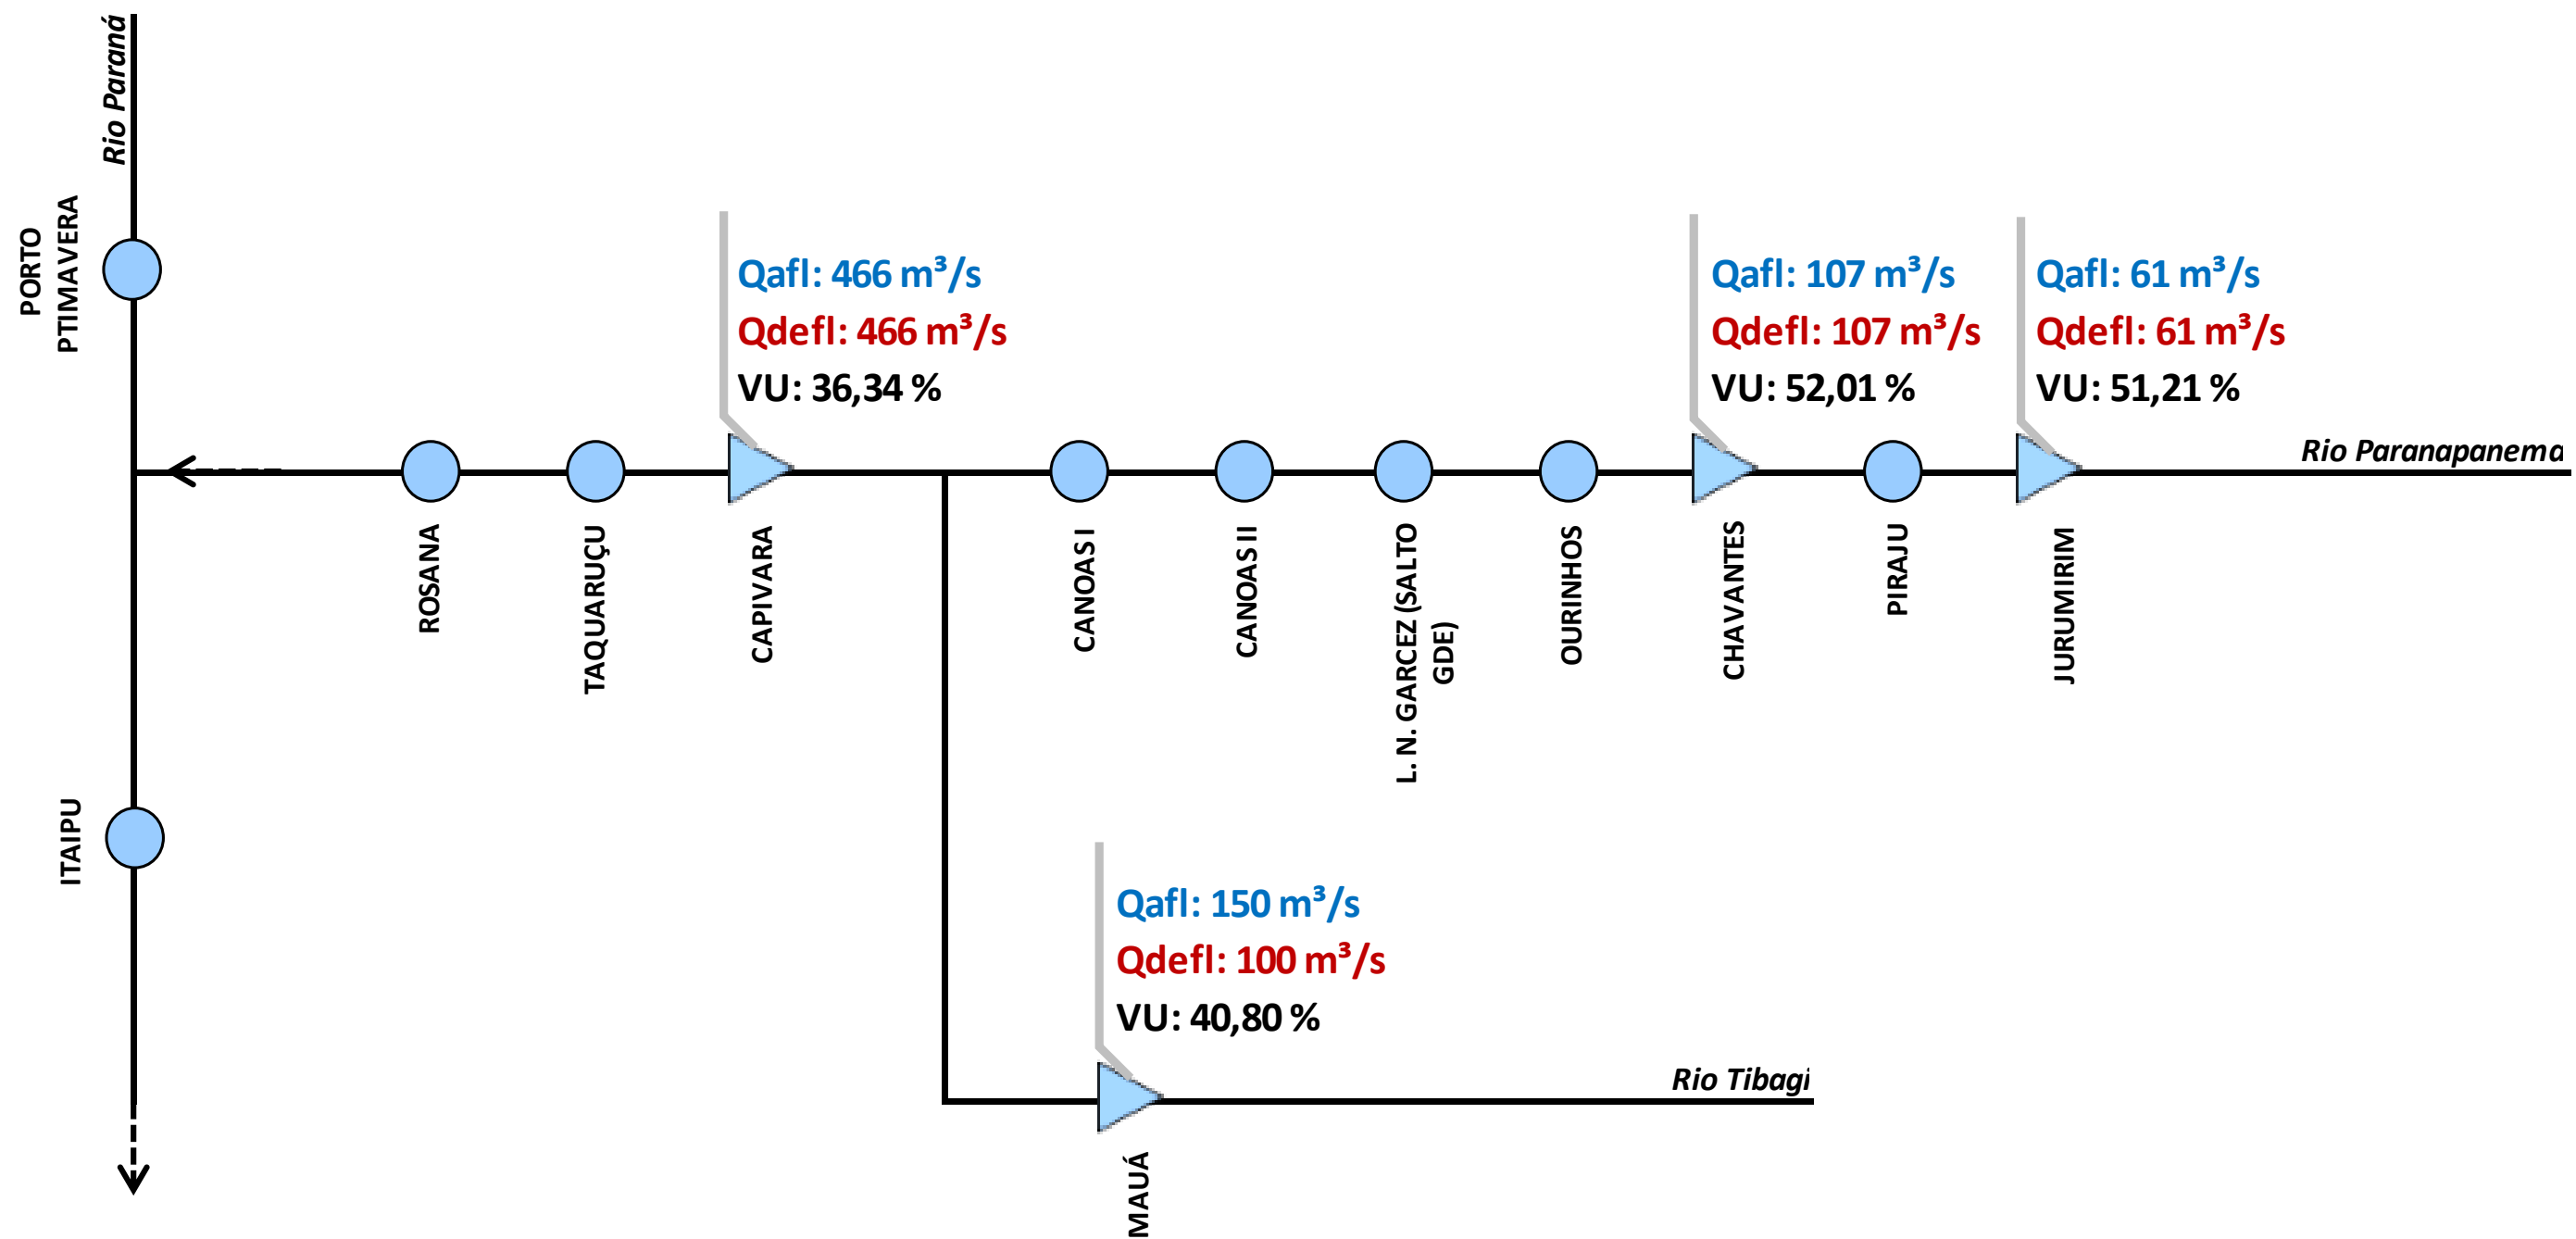 Rio Paraná
PORTO
PTIMAVERA
Qafl: 466 m³/s
Qdefl: 466 m³/s
VU: 36,34 %
Qafl: 107 m³/s
Qdefl: 107 m³/s
VU: 52,01 %
Qafl: 61 m³/s
Qdefl: 61 m³/s
VU: 51,21 %
Rio Paranapanema
ROSANA
TAQUARUÇU
CAPIVARA
CANOAS I
CANOAS II
L. N. GARCEZ (SALTO
GDE)
OURINHOS
CHAVANTES
PIRAJU
JURUMIRIM
ITAIPU
Qafl: 150 m³/s
Qdefl: 100 m³/s
VU: 40,80 %
Rio Tibagi
MAUÁ